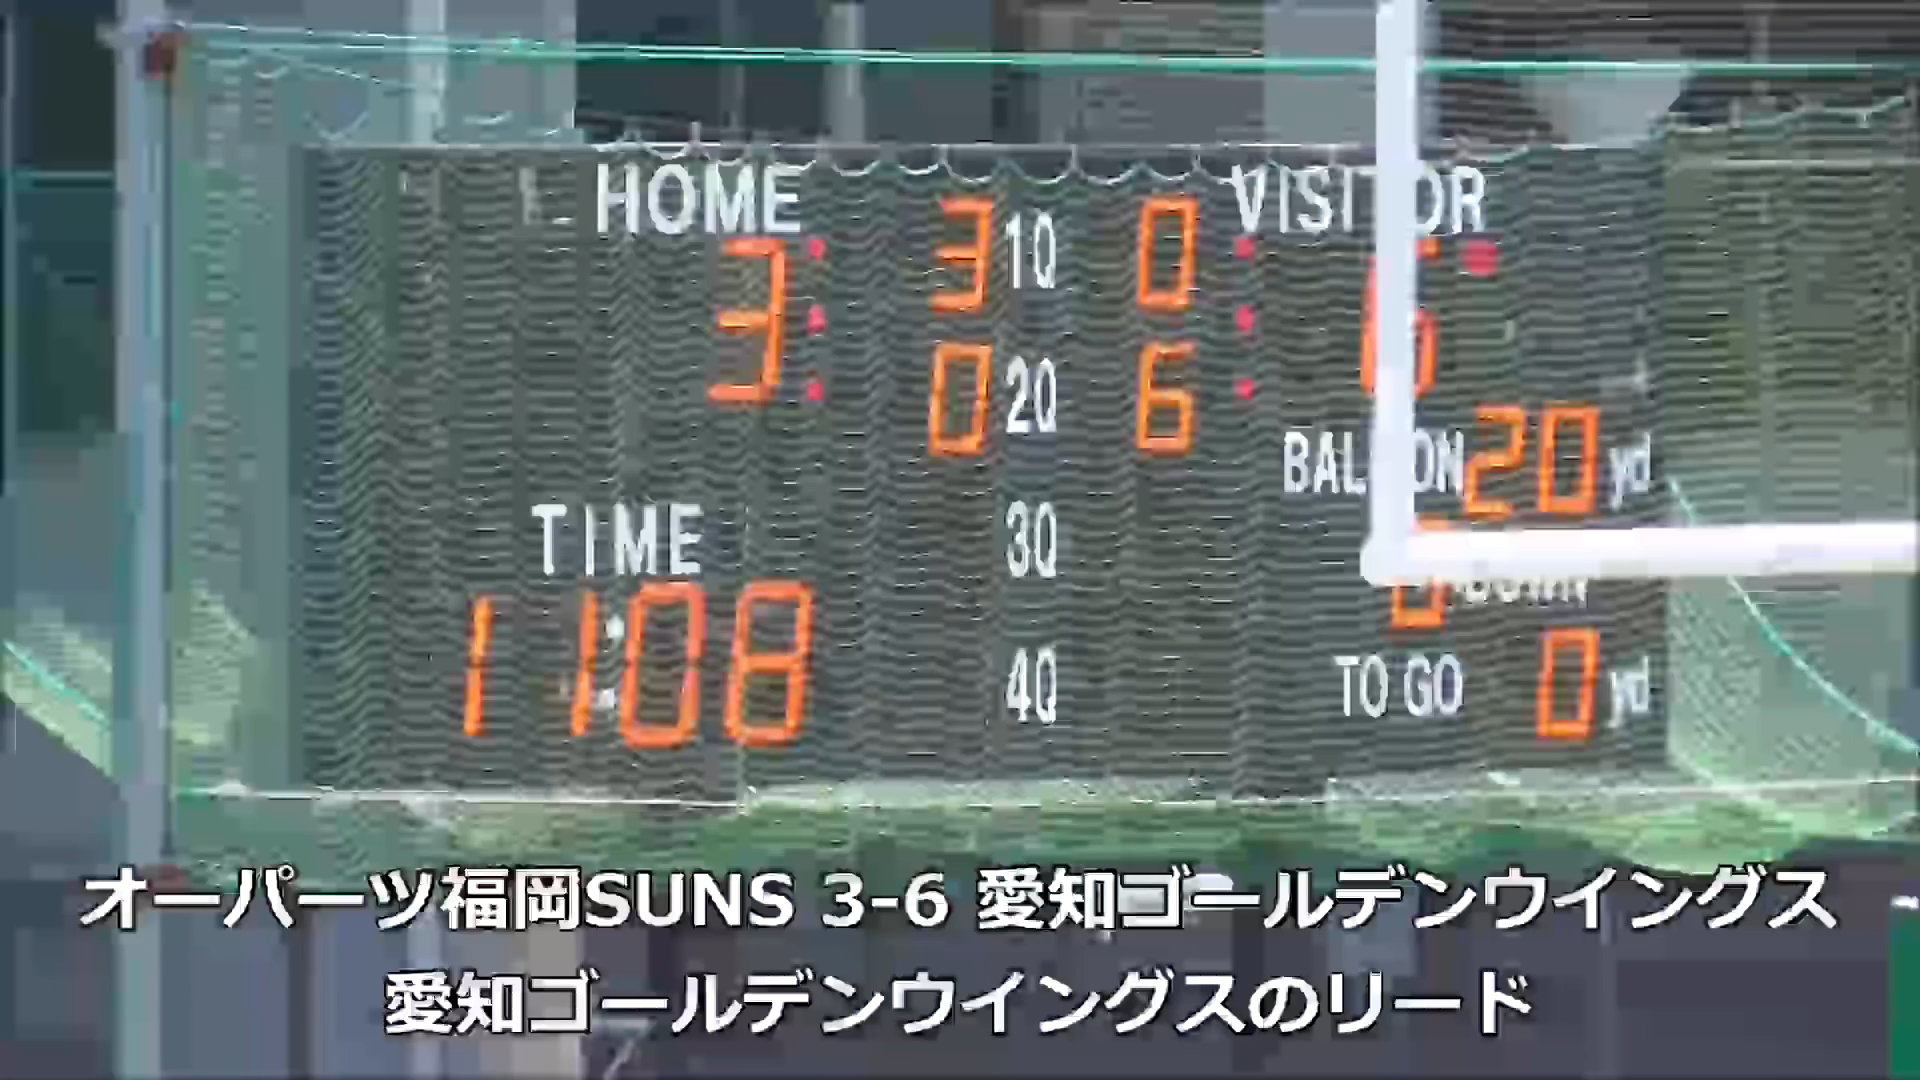 HOME 3 1Q 0 VISITOR
3 6
0 2Q 6
BALL ON 20 yd
TIME 3Q
0 DOWN
11:08 4Q TO GO 0 yd
オーパーツ福岡SUNS 3-6 愛知ゴールデンウイングス
愛知ゴールデンウイングスのリード